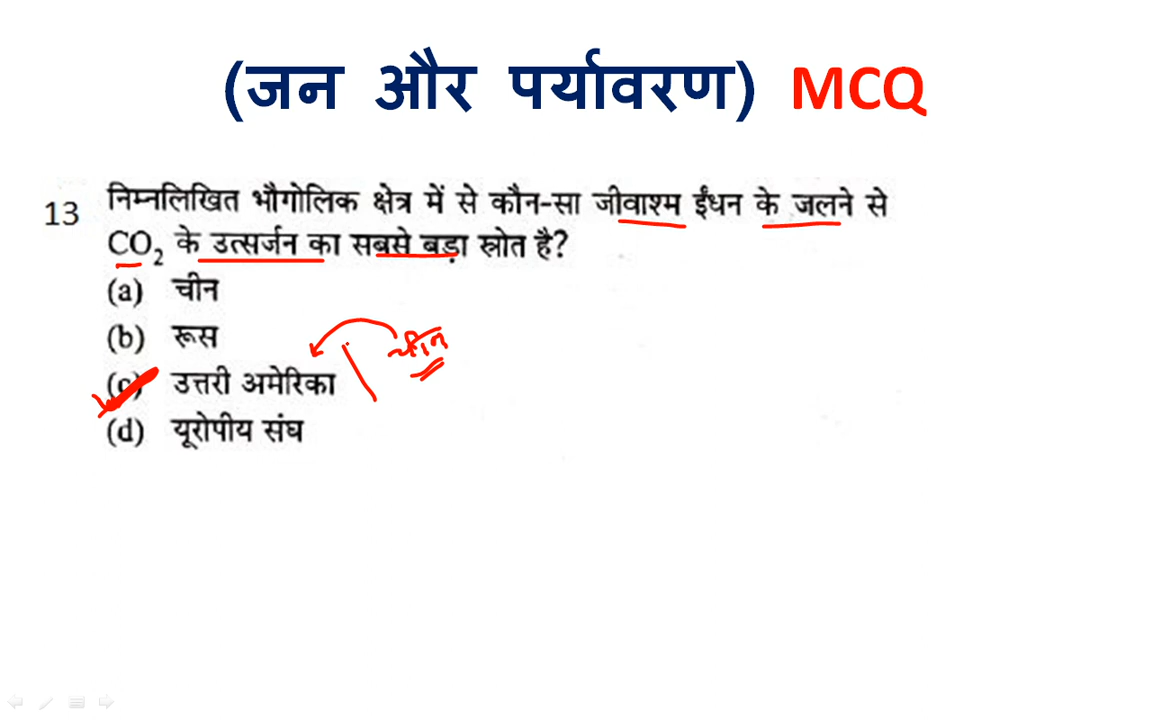 (जन और पर्यावरण) MCQ
13 निम्नलिखित भौगोलिक क्षेत्र में से कौन-सा जीवाश्म ईंधन के जलने से
CO₂ के उत्सर्जन का सबसे बड़ा स्रोत है?
(a) चीन
(b) रूस
चीन
(c) उत्तरी अमेरिका
(d) यूरोपीय संघ